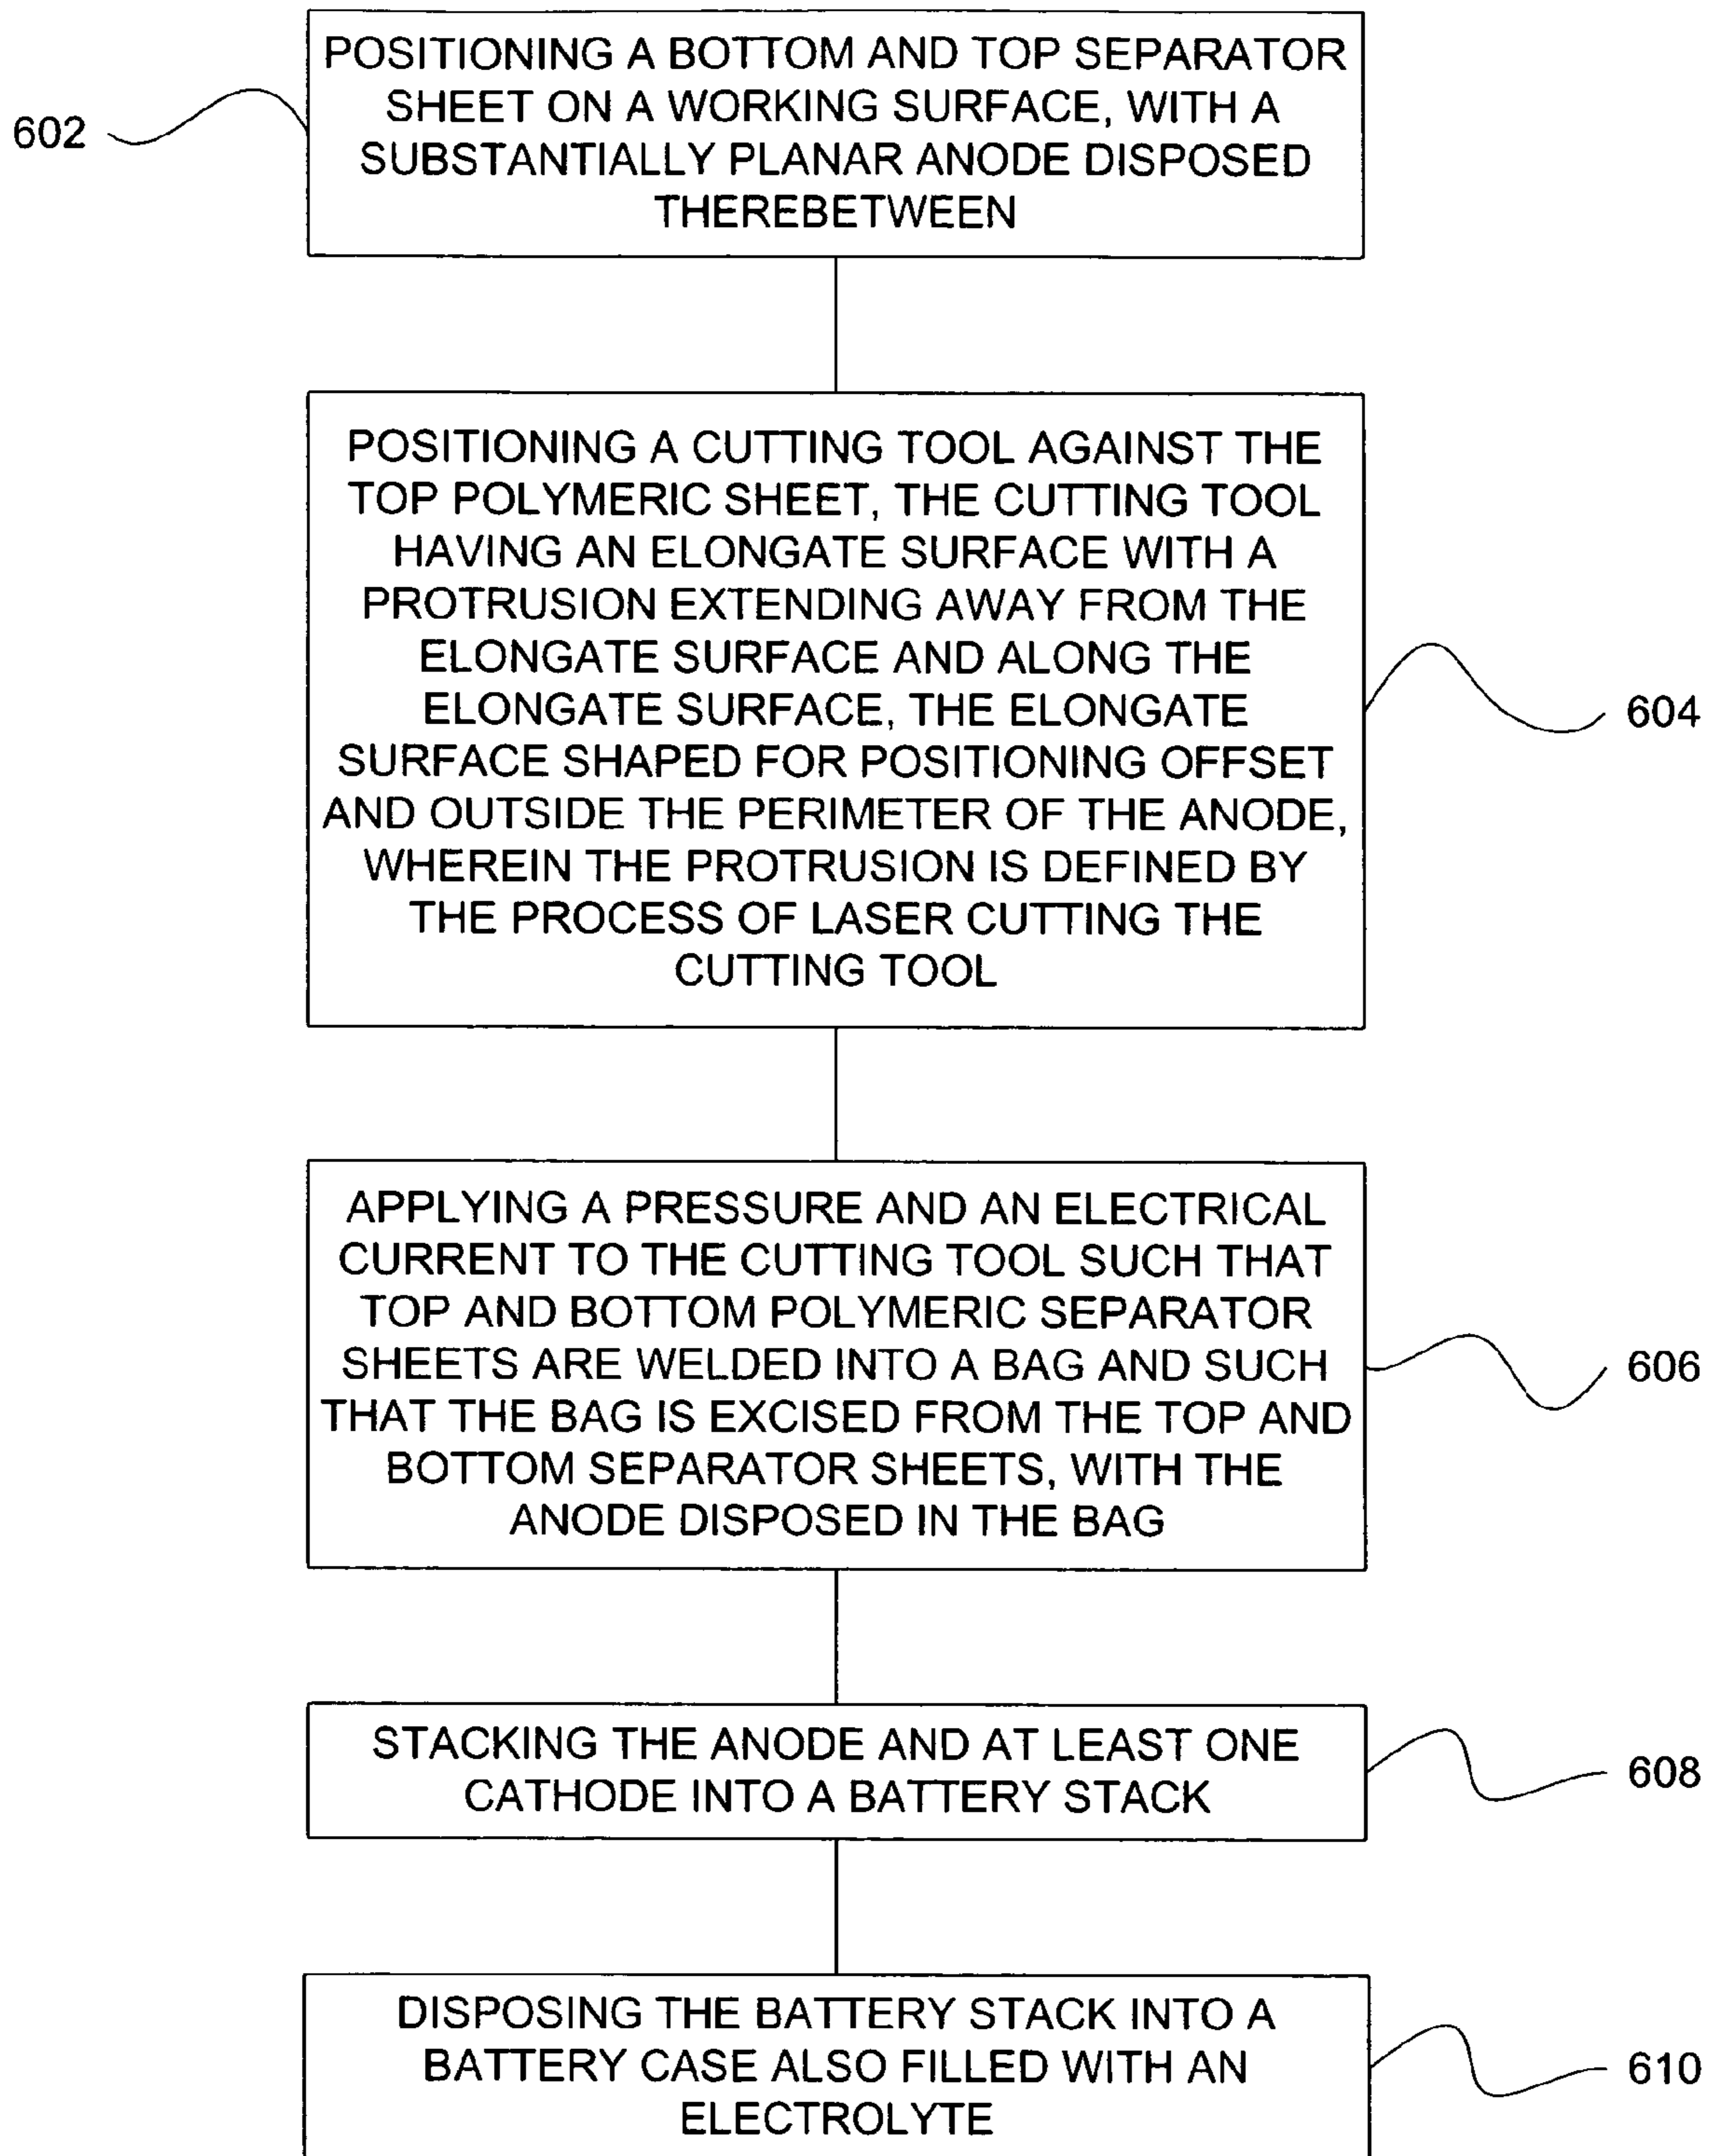 POSITIONING A BOTTOM AND TOP SEPARATOR
SHEET ON A WORKING SURFACE, WITH A
SUBSTANTIALLY PLANAR ANODE DISPOSED
THEREBETWEEN
602
POSITIONING A CUTTING TOOL AGAINST THE
TOP POLYMERIC SHEET, THE CUTTING TOOL
HAVING AN ELONGATE SURFACE WITH A
PROTRUSION EXTENDING AWAY FROM THE
ELONGATE SURFACE AND ALONG THE
ELONGATE SURFACE, THE ELONGATE
SURFACE SHAPED FOR POSITIONING OFFSET
AND OUTSIDE THE PERIMETER OF THE ANODE,
WHEREIN THE PROTRUSION IS DEFINED BY
THE PROCESS OF LASER CUTTING THE
CUTTING TOOL
604
APPLYING A PRESSURE AND AN ELECTRICAL
CURRENT TO THE CUTTING TOOL SUCH THAT
TOP AND BOTTOM POLYMERIC SEPARATOR
SHEETS ARE WELDED INTO A BAG AND SUCH
THAT THE BAG IS EXCISED FROM THE TOP AND
BOTTOM SEPARATOR SHEETS, WITH THE
ANODE DISPOSED IN THE BAG
606
STACKING THE ANODE AND AT LEAST ONE
CATHODE INTO A BATTERY STACK
608
DISPOSING THE BATTERY STACK INTO A
BATTERY CASE ALSO FILLED WITH AN
ELECTROLYTE
610